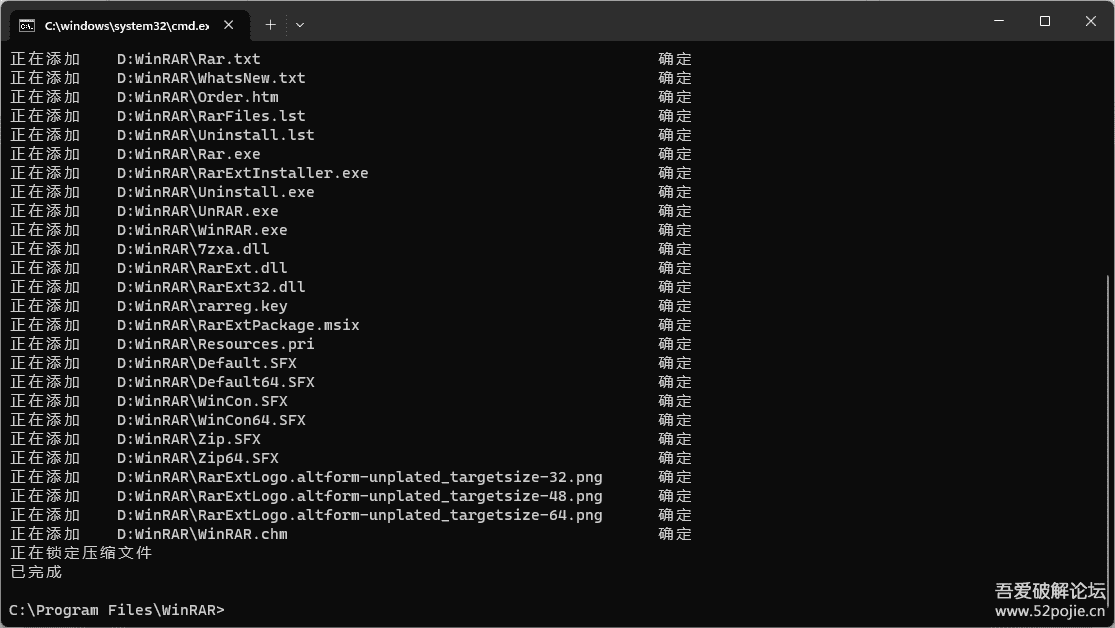 C:\windows\system32\cmd.ex
正在添加 D:WinRAR\Rar.txt 确定
正在添加 D:WinRAR\WhatsNew.txt 确定
正在添加 D:WinRAR\Order.htm 确定
正在添加 D:WinRAR\RarFiles.lst 确定
正在添加 D:WinRAR\Uninstall.lst 确定
正在添加 D:WinRAR\Rar.exe 确定
正在添加 D:WinRAR\RarExtInstaller.exe 确定
正在添加 D:WinRAR\Uninstall.exe 确定
正在添加 D:WinRAR\UnRAR.exe 确定
正在添加 D:WinRAR\WinRAR.exe 确定
正在添加 D:WinRAR\7zxa.dll 确定
正在添加 D:WinRAR\RarExt.dll 确定
正在添加 D:WinRAR\RarExt32.dll 确定
正在添加 D:WinRAR\rarreg.key 确定
正在添加 D:WinRAR\RarExtPackage.msix 确定
正在添加 D:WinRAR\Resources.pri 确定
正在添加 D:WinRAR\Default.SFX 确定
正在添加 D:WinRAR\Default64.SFX 确定
正在添加 D:WinRAR\WinCon.SFX 确定
正在添加 D:WinRAR\WinCon64.SFX 确定
正在添加 D:WinRAR\Zip.SFX 确定
正在添加 D:WinRAR\Zip64.SFX 确定
正在添加 D:WinRAR\RarExtLogo.altform-unplated_targetsize-32.png 确定
正在添加 D:WinRAR\RarExtLogo.altform-unplated_targetsize-48.png 确定
正在添加 D:WinRAR\RarExtLogo.altform-unplated_targetsize-64.png 确定
正在添加 D:WinRAR\WinRAR.chm 确定
正在锁定压缩文件
已完成
C:\Program Files\WinRAR>
吾爱破解论坛
www.52pojie.cn